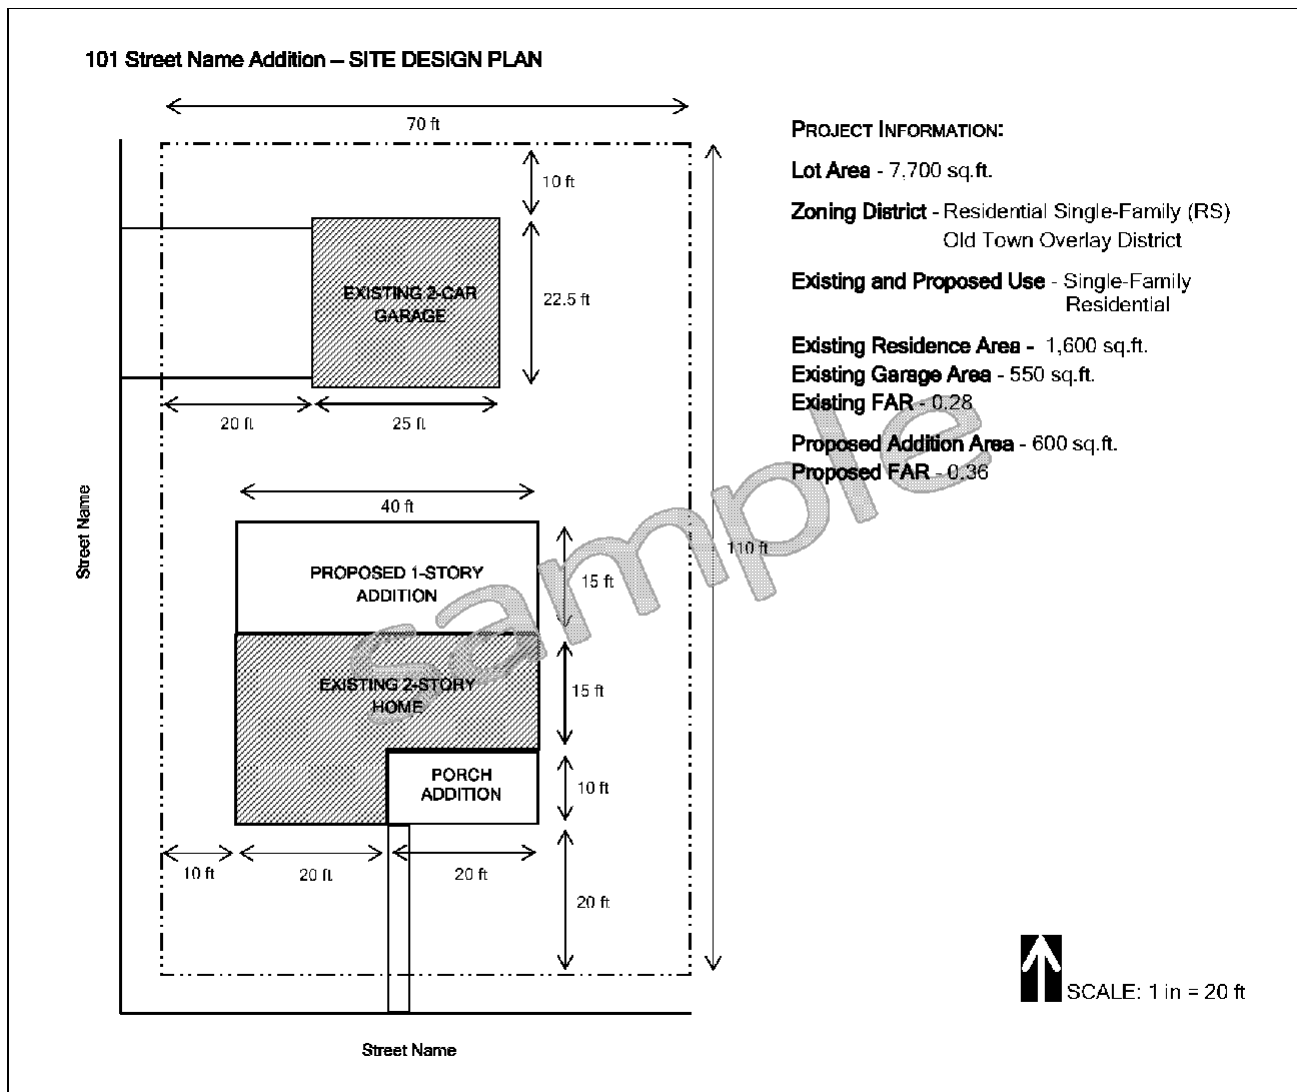 101 Street Name Addition – SITE DESIGN PLAN
70 ft
PROJECT INFORMATION:
Lot Area - 7,700 sq.ft.
Zoning District - Residential Single-Family (RS)
Old Town Overlay District
Existing and Proposed Use - Single-Family
Residential
Existing Residence Area - 1,600 sq.ft.
Existing Garage Area - 550 sq.ft.
Existing FAR - 0.28
Proposed Addition Area - 600 sq.ft.
Proposed FAR - 0.36
10 ft
EXISTING 2-CAR
GARAGE
22.5 ft
20 ft
25 ft
40 ft
Street Name
110 ft
PROPOSED 1-STORY
ADDITION
15 ft
Sample
EXISTING 2-STORY
HOME
15 ft
PORCH
ADDITION
10 ft
10 ft
20 ft
20 ft
20 ft
SCALE: 1 in = 20 ft
Street Name